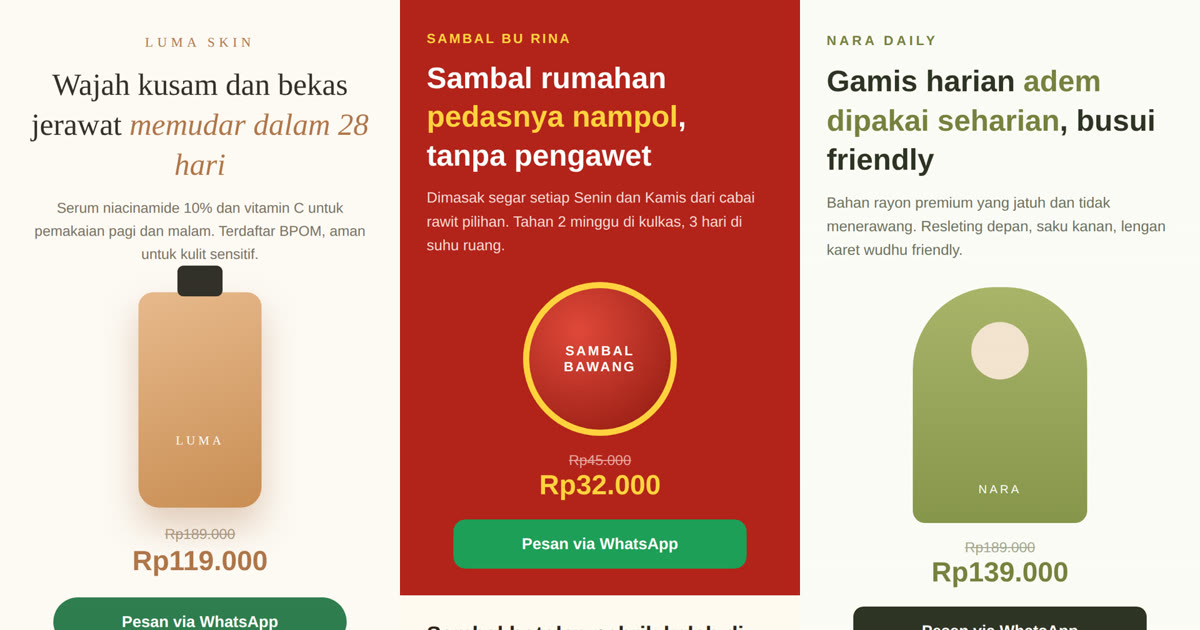 LUMA SKIN
Wajah kusam dan bekas
jerawat memudar dalam 28
hari
Serum niacinamide 10% dan vitamin C untuk
pemakaian pagi dan malam. Terdaftar BPOM, aman
untuk kulit sensitif.
LUMA
Rp189.000
Rp119.000
Pesan via WhatsApp
SAMBAL BU RINA
Sambal rumahan
pedasnya nampol,
tanpa pengawet
Dimasak segar setiap Senin dan Kamis dari cabai
rawit pilihan. Tahan 2 minggu di kulkas, 3 hari di
suhu ruang.
SAMBAL
BAWANG
Rp45.000
Rp32.000
Pesan via WhatsApp
NARA DAILY
Gamis harian adem
dipakai seharian, busui
friendly
Bahan rayon premium yang jatuh dan tidak
menerawang. Resleting depan, saku kanan, lengan
karet wudhu friendly.
NARA
Rp189.000
Rp139.000
Pesan via WhatsApp